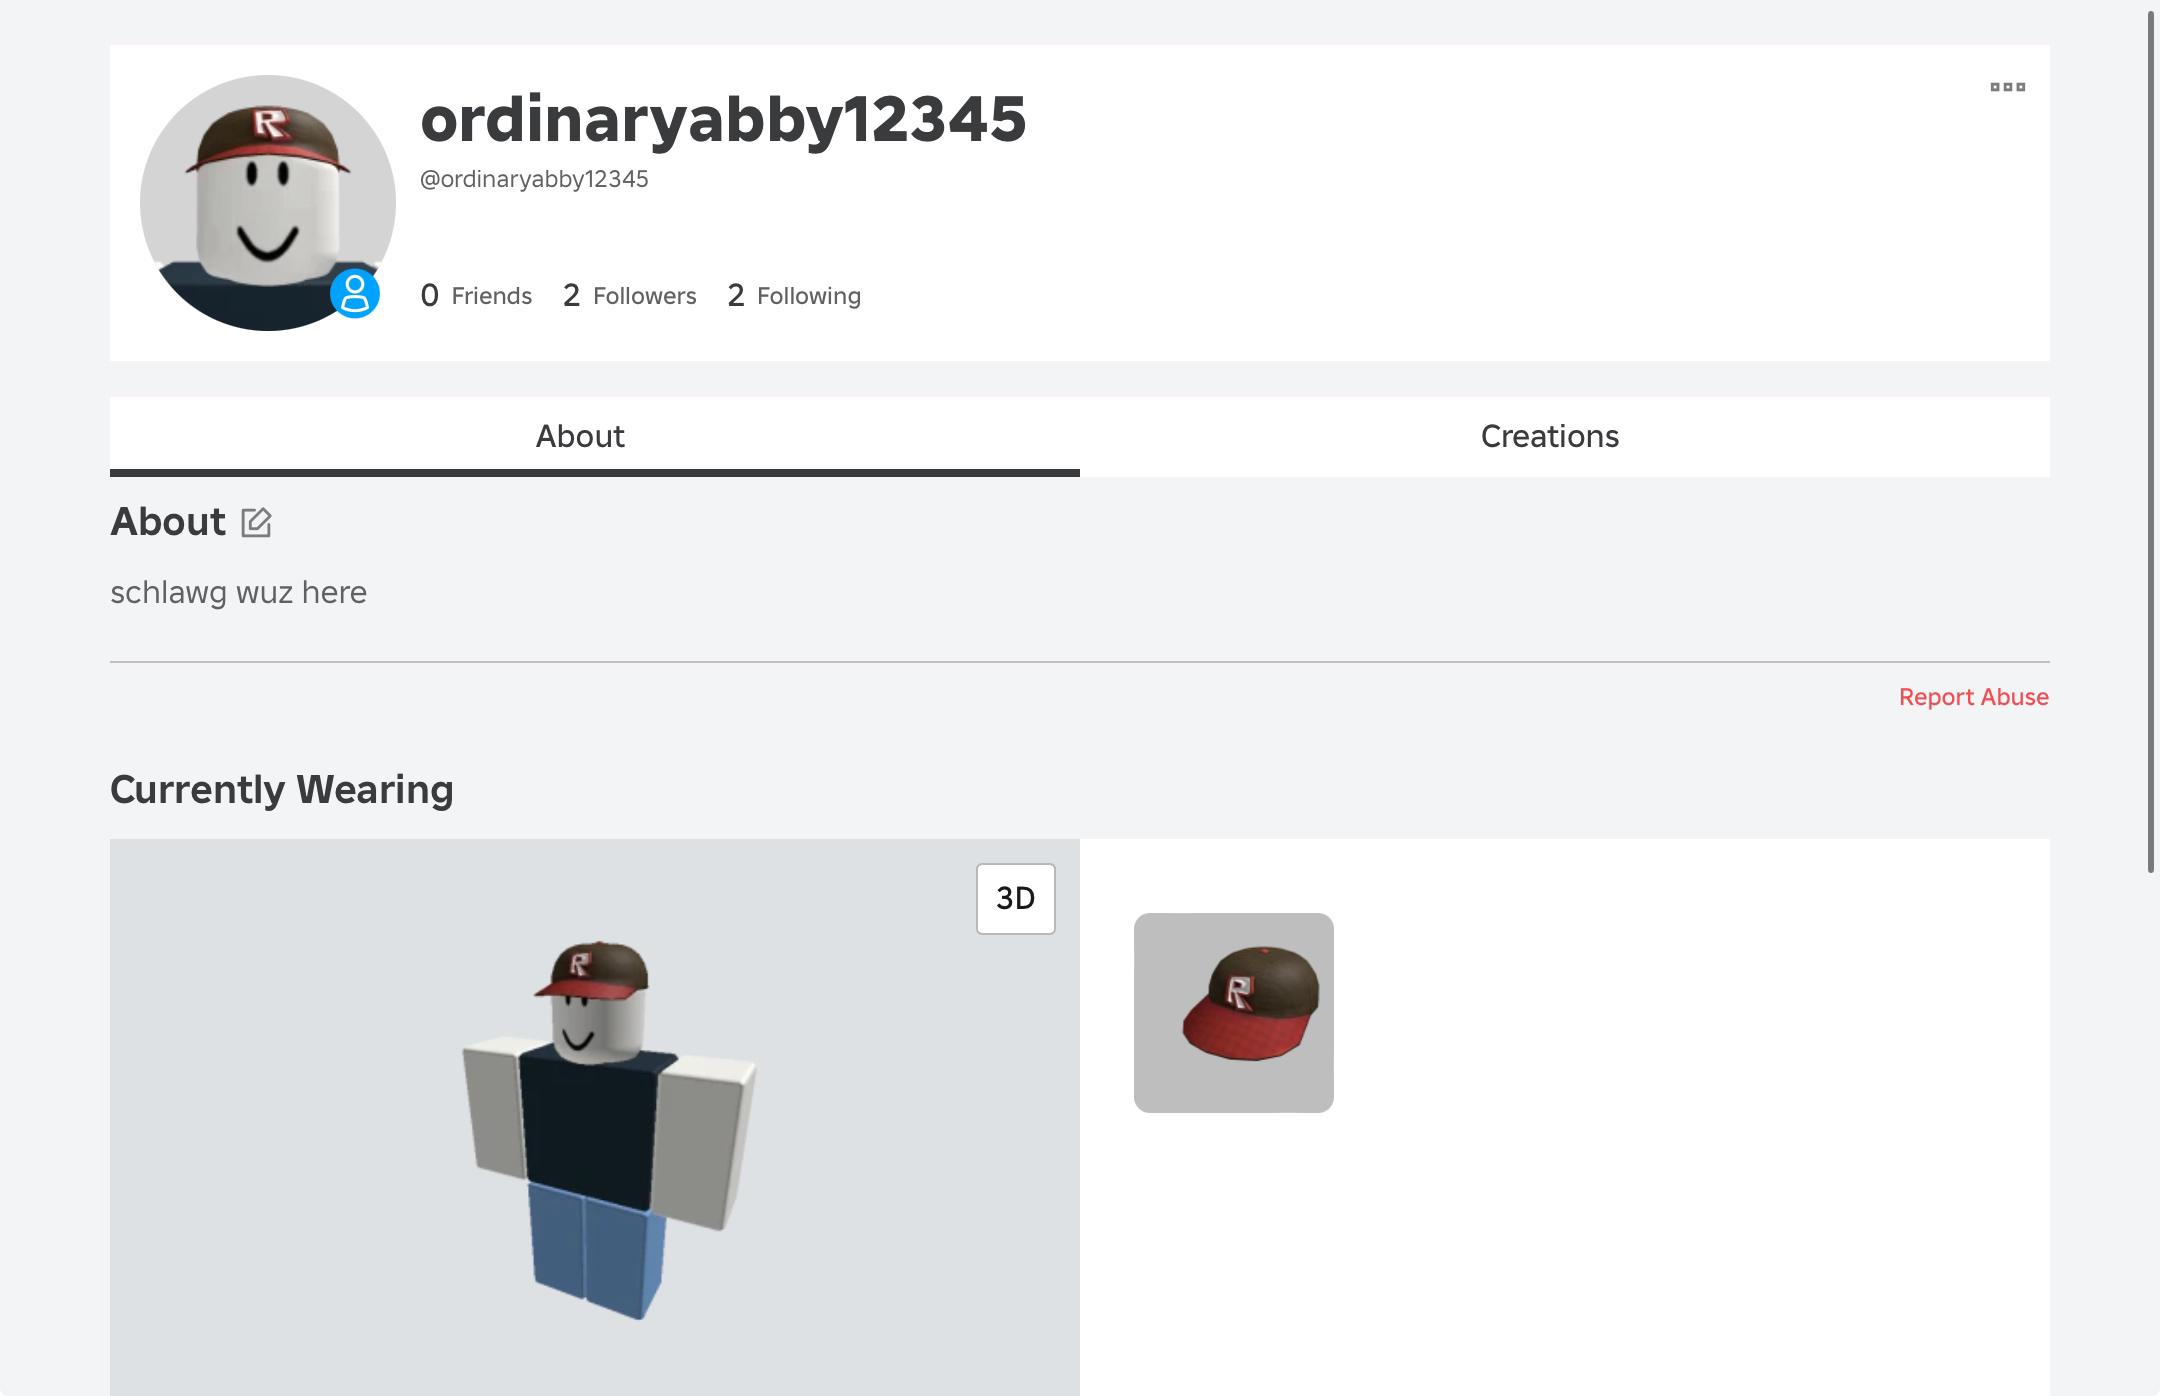 ordinaryabby12345
@ordinaryabby12345
0 Friends 2 Followers 2 Following
About Creations
About
schlawg wuz here
Report Abuse
Currently Wearing
3D
R
R
R